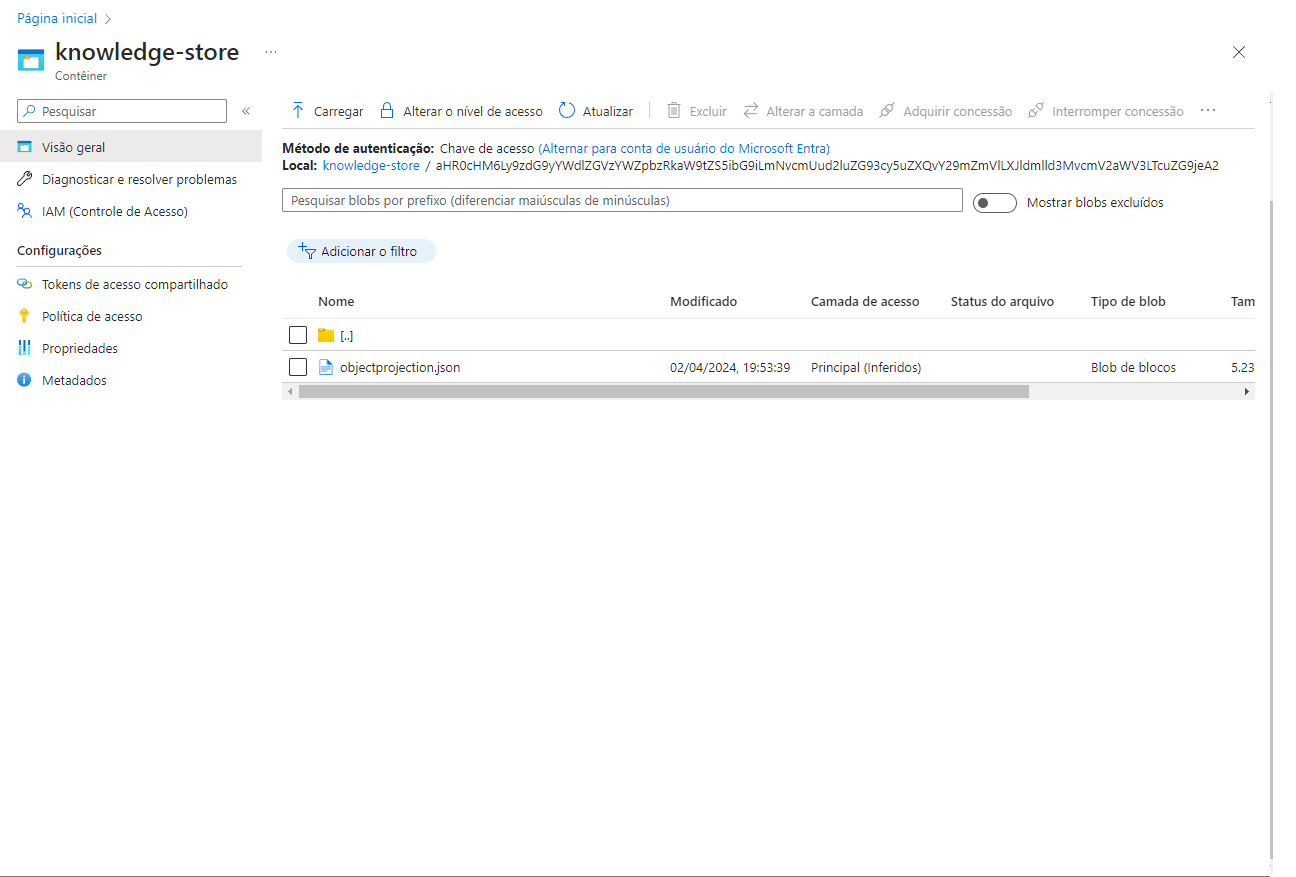 Página inicial
knowledge-store
Contêiner
Pesquisar
Visão geral
Diagnosticar e resolver problemas
IAM (Controle de Acesso)
Configurações
Tokens de acesso compartilhado
Política de acesso
Propriedades
Metadados
Carregar Alterar o nível de acesso Atualizar Excluir Alterar a camada Adquirir concessão Interromper concessão
Método de autenticação: Chave de acesso (Alternar para conta de usuário do Microsoft Entra)
Local: knowledge-store /
Pesquisar blobs por prefixo (diferenciar maiúsculas de minúsculas)
Mostrar blobs excluídos
Adicionar o filtro
Nome Modificado Camada de acesso Status do arquivo Tipo de blob Tam
[..]
objectprojection.json 02/04/2024, 19:53:39 Principal (Inferidos) Blob de blocos 5.23